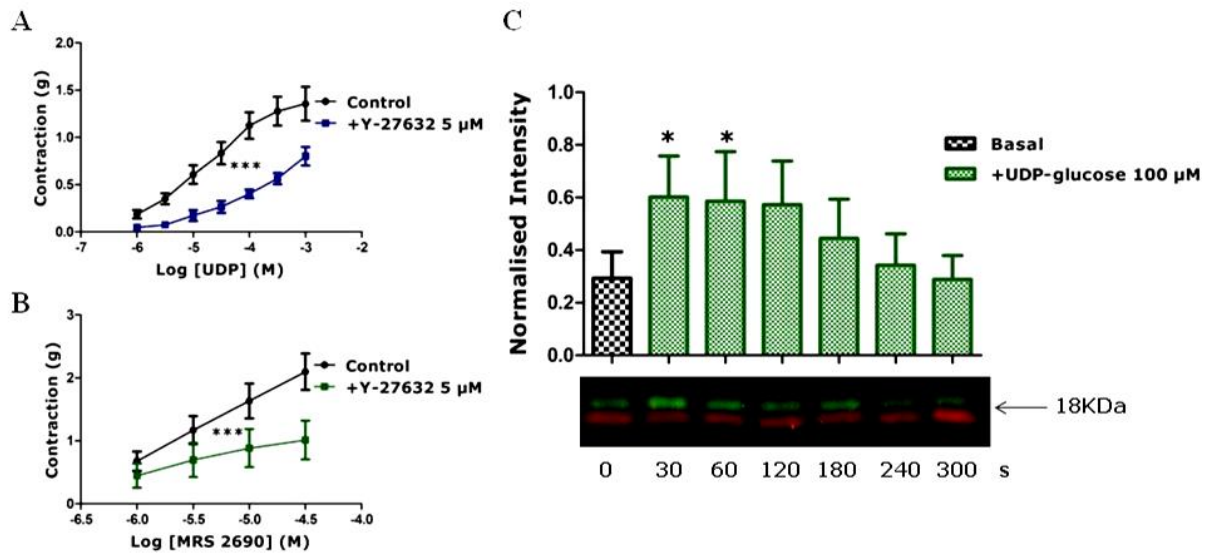 A
2.0
1.5
1.0
0.5
0.0
Contraction (g)
Control
+Y-27632 5 µM
***
-7 -6 -5 -4 -3 -2
Log [UDP] (M)
B
3
2
1
0
Contraction (g)
Control
+Y-27632 5 µM
***
-6.5 -6.0 -5.5 -5.0 -4.5 -4.0
Log [MRS 2690] (M)
C
1.0
0.8
0.6
0.4
0.2
0.0
Normalised Intensity
* *
Basal
+UDP-glucose 100 µM
18KDa
0 30 60 120 180 240 300 s